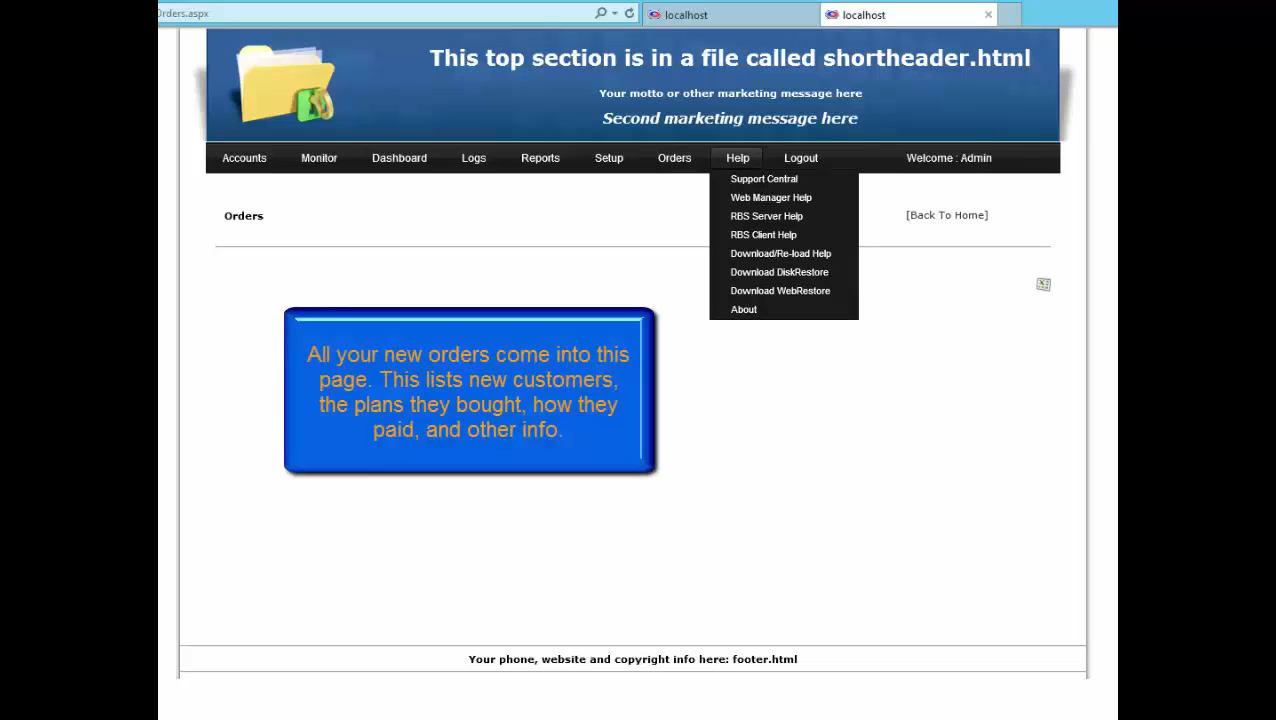 Orders.aspx
localhost
localhost
This top section is in a file called shortheader.html
Your motto or other marketing message here
Second marketing message here
Accounts Monitor Dashboard Logs Reports Setup Orders Help Logout Welcome : Admin
Support Central
Web Manager Help
RBS Server Help
RBS Client Help
Download/Re-load Help
Download DiskRestore
Download WebRestore
About
Orders
[Back To Home]
All your new orders come into this
page. This lists new customers,
the plans they bought, how they
paid, and other info.
Your phone, website and copyright info here: footer.html